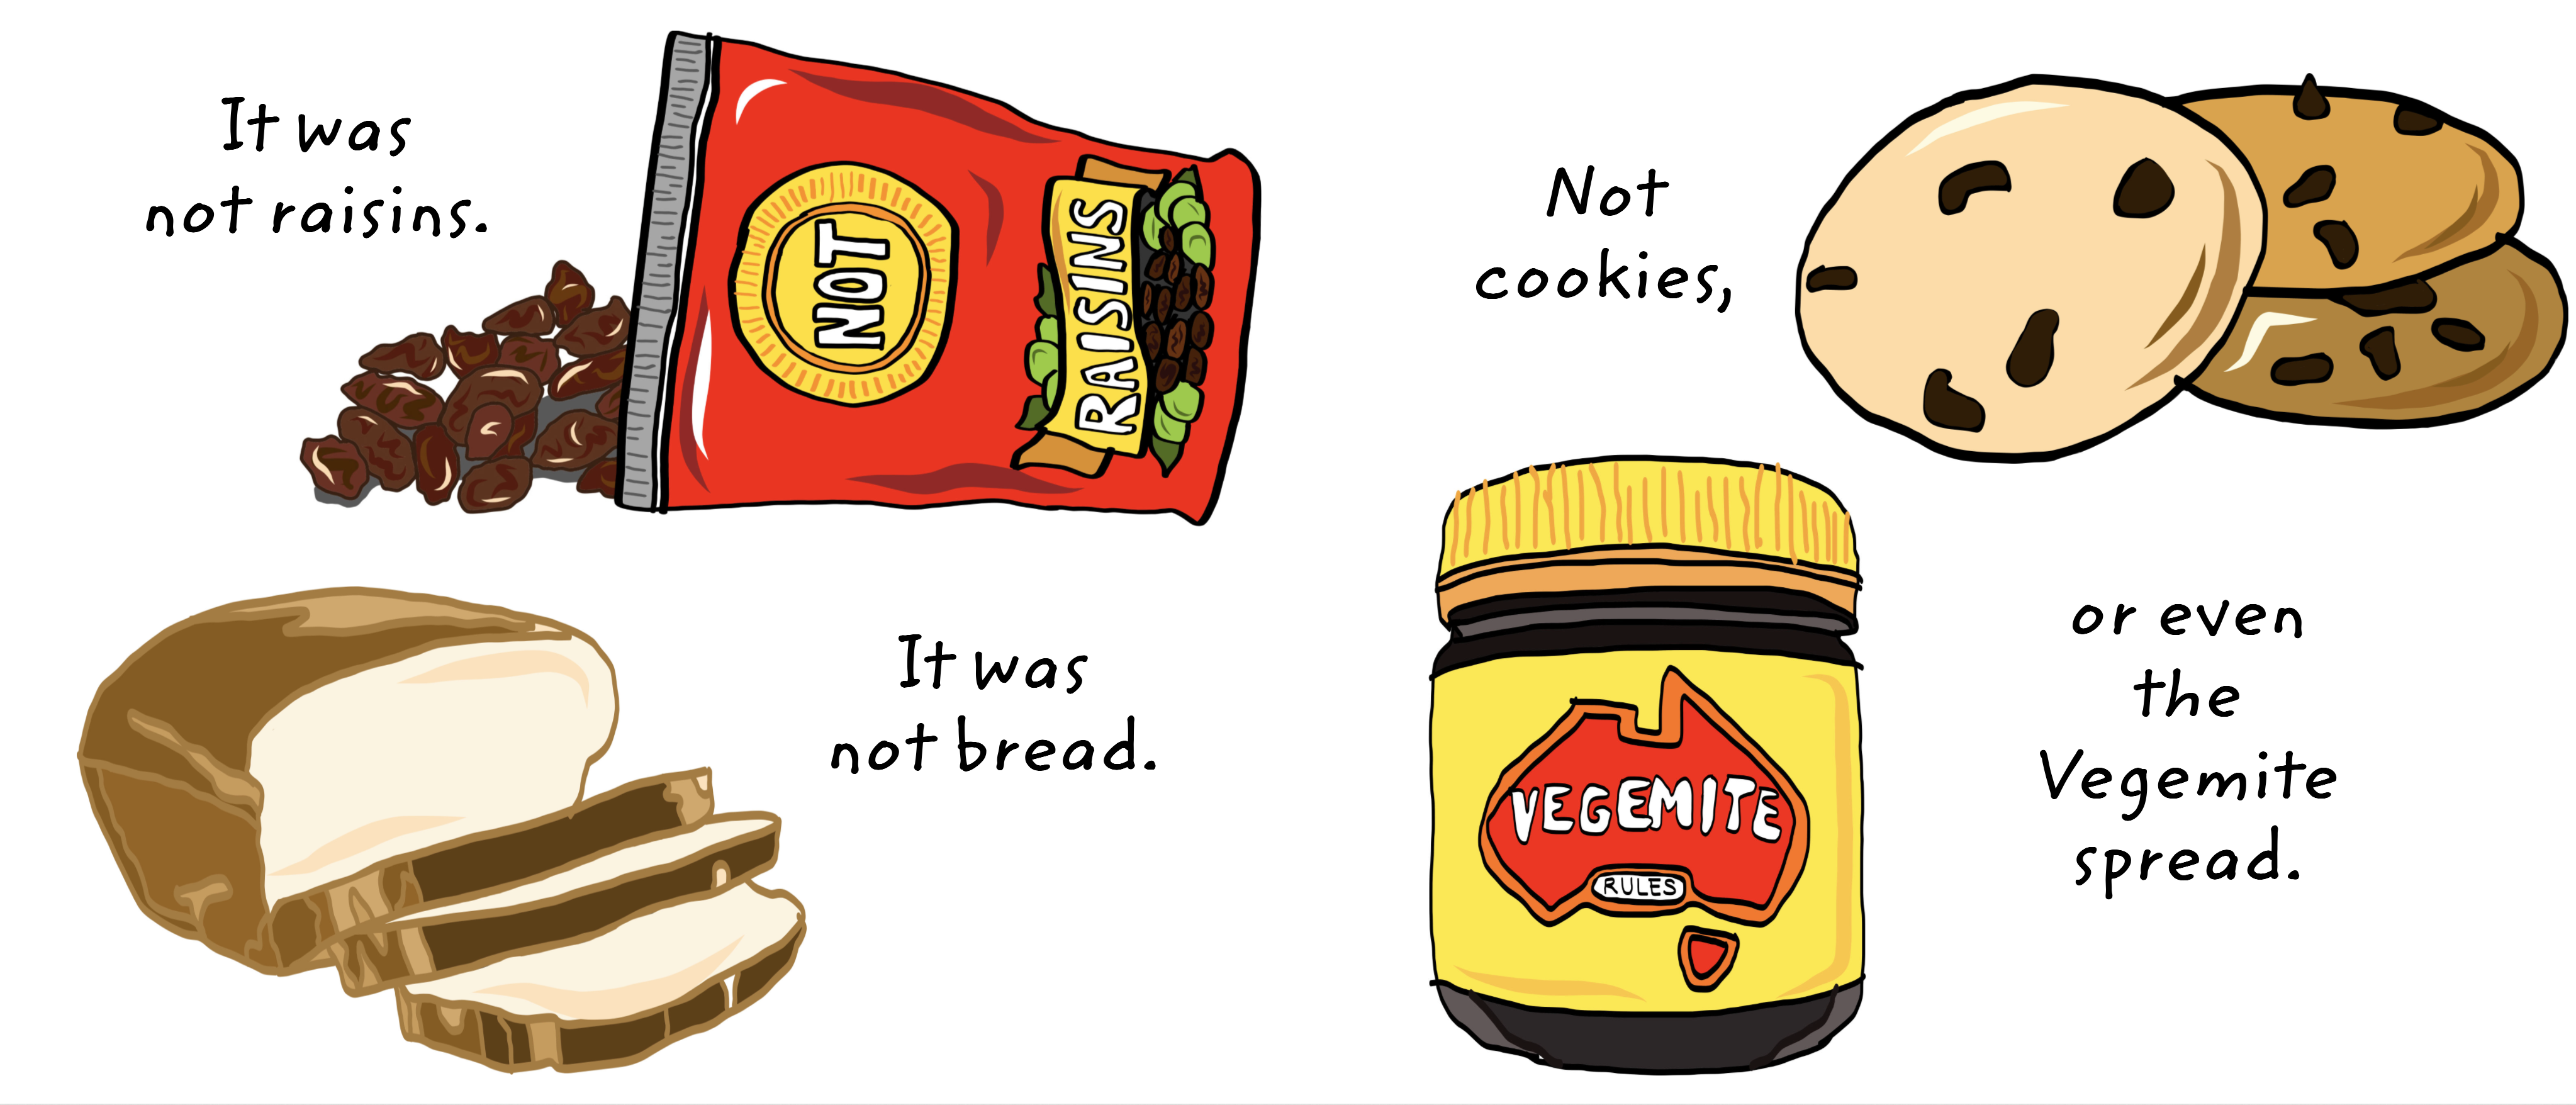 It was
not raisins.
NOT
RAISINS
It was
not bread.
Not
cookies,
VEGEMITE
RULES
or even
the
Vegemite
spread.